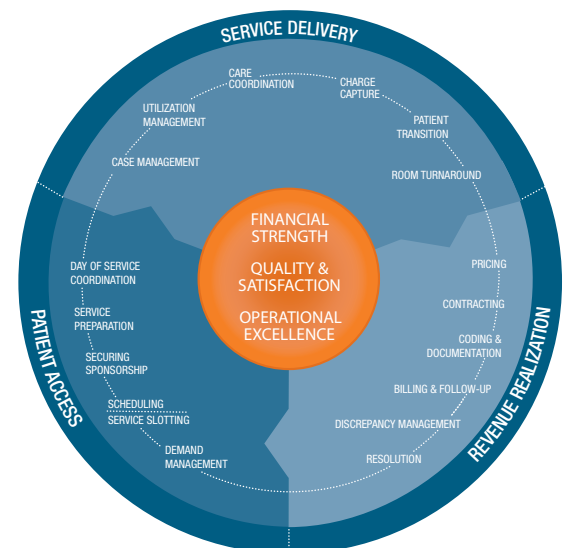 SERVICE DELIVERY
CARE
COORDINATION
CHARGE
CAPTURE
UTILIZATION
MANAGEMENT
PATIENT
TRANSITION
CASE MANAGEMENT
ROOM TURNAROUND
FINANCIAL
STRENGTH
QUALITY &
SATISFACTION
OPERATIONAL
EXCELLENCE
PATIENT ACCESS
DAY OF SERVICE
COORDINATION
SERVICE
PREPARATION
SECURING
SPONSORSHIP
SCHEDULING
SERVICE SLOTTING
DEMAND
MANAGEMENT
REVENUE REALIZATION
PRICING
CONTRACTING
CODING &
DOCUMENTATION
BILLING & FOLLOW-UP
DISCREPANCY MANAGEMENT
RESOLUTION